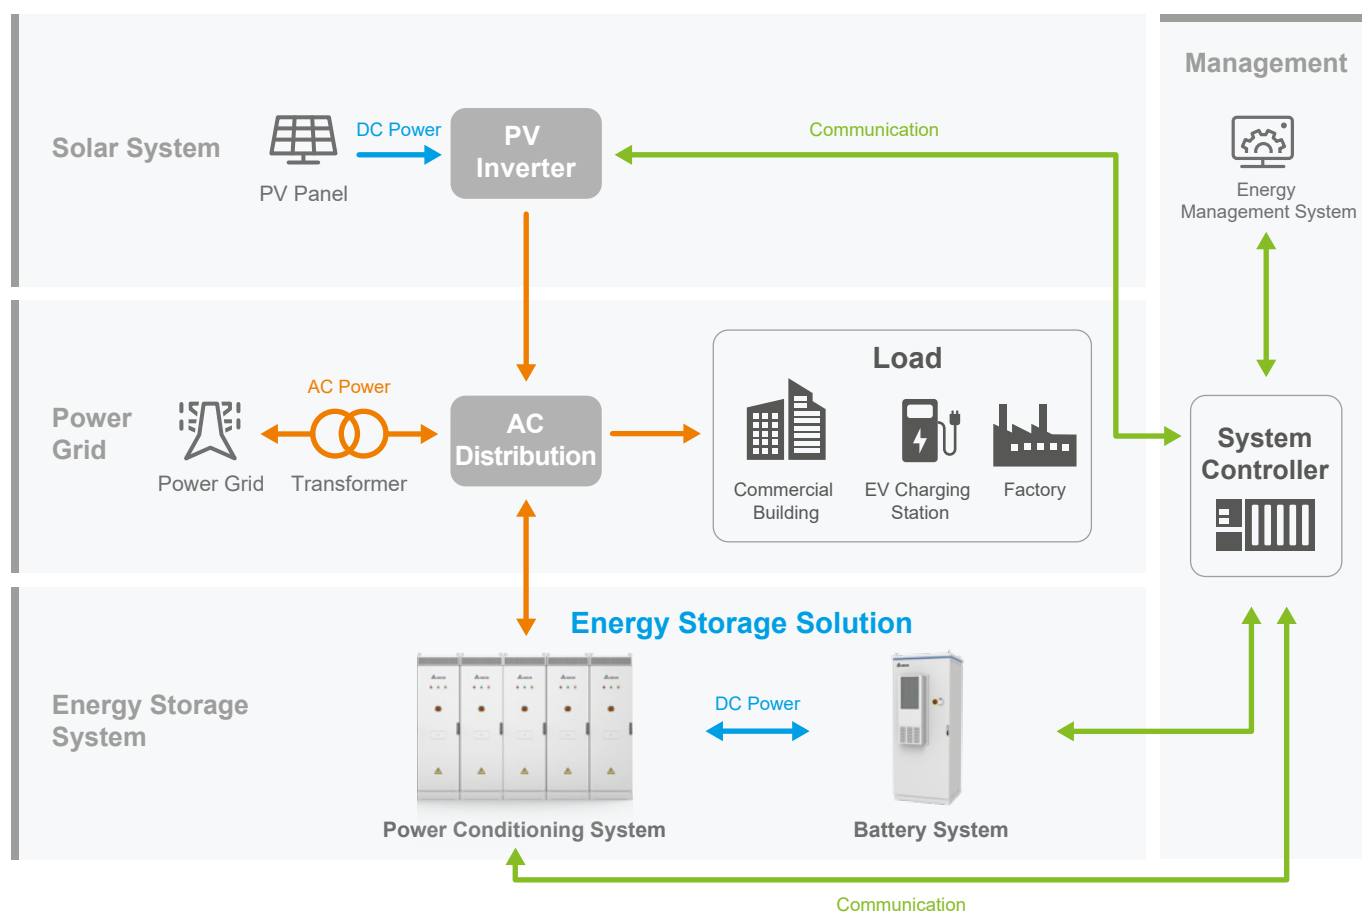 Management
Solar System
DC Power
PV
Inverter
Communication
PV Panel
Energy
Management System
Power
Grid
AC Power
AC
Distribution
Power Grid
Transformer
Load
Commercial
Building
EV Charging
Station
Factory
System
Controller
Energy Storage Solution
Energy Storage
System
DC Power
Power Conditioning System
Battery System
Communication